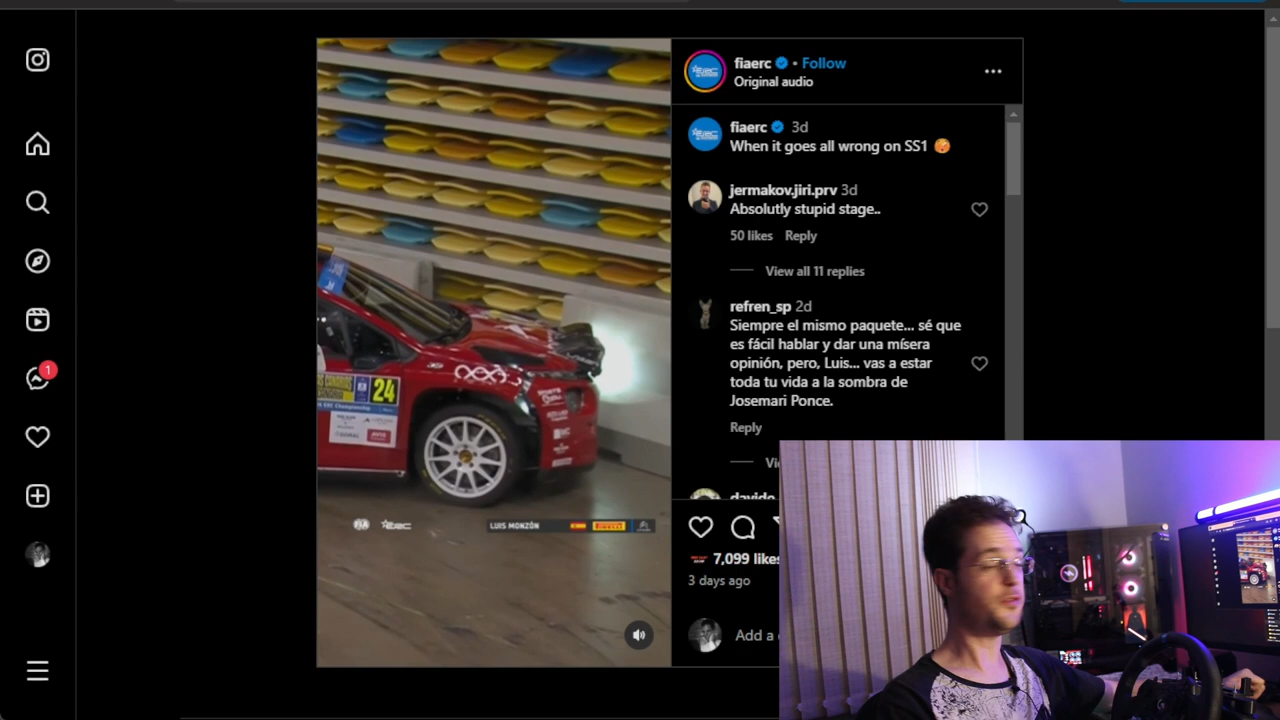 fiaerc • Follow
Original audio
fiaerc 3d
When it goes all wrong on SS1
jermakov.jiri.prv 3d
Absolutly stupid stage..
50 likes Reply
View all 11 replies
refren_sp 2d
Siempre el mismo paquete... sé que
es fácil hablar y dar una mísera
opinión, pero, Luis... vas a estar
toda tu vida a la sombra de
Josemari Ponce.
Reply
7,099 likes
3 days ago
Add a
1
24
LUIS MONZÓN